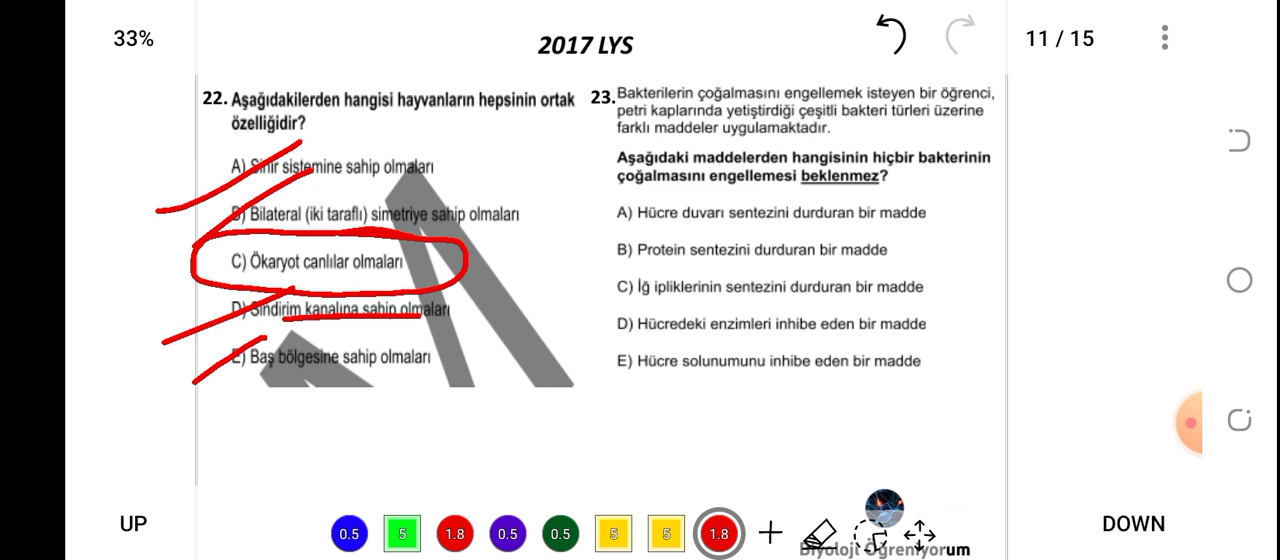 33%
2017 LYS
11 / 15
22. Aşağıdakilerden hangisi hayvanların hepsinin ortak
özelliğidir?
A) Sinir sistemine sahip olmaları
B) Bilateral (iki taraflı) simetriye sahip olmaları
C) Ökaryot canlılar olmaları
D) Sindirim kanalına sahip olmaları
E) Baş bölgesine sahip olmaları
23. Bakterilerin çoğalmasını engellemek isteyen bir öğrenci,
petri kaplarında yetiştirdiği çeşitli bakteri türleri üzerine
farklı maddeler uygulamaktadır.
Aşağıdaki maddelerden hangisinin hiçbir bakterinin
çoğalmasını engellemesi beklenmez?
A) Hücre duvarı sentezini durduran bir madde
B) Protein sentezini durduran bir madde
C) İğ ipliklerinin sentezini durduran bir madde
D) Hücredeki enzimleri inhibe eden bir madde
E) Hücre solunumunu inhibe eden bir madde
UP
0.5 5 1.8 0.5 0.5 5 5 1.8
DOWN
Biyoloji Öğreniyorum